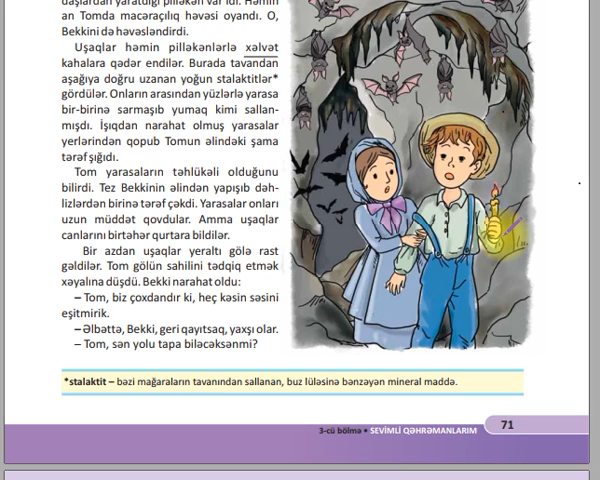 daşlardan yaratdığı pilləkən var idi. Həmin
an Tomda macəraçılıq həvəsi oyandı. O,
Bekkini də həvəsləndirdi.
Uşaqlar həmin pilləkənlərlə xəlvət
kahalara qədər endilər. Burada tavandan
aşağıya doğru uzanan yoğun stalaktitlər*
gördülər. Onların arasından yüzlərlə yarasa
bir-birinə sarmaşıb yumaq kimi sallan-
mışdı. İşıqdan narahat olmuş yarasalar
yerlərindən qopub Tomun əlindəki şama
tərəf şığıdı.
Tom yarasaların təhlükəli olduğunu
bilirdi. Tez Bekkinin əlindən yapışıb dəh-
lizlərdən birinə tərəf çəkdi. Yarasalar onları
uzun müddət qovdular. Amma uşaqlar
canlarını birtəhər qurtara bildilər.
Bir azdan uşaqlar yeraltı gölə rast
gəldilər. Tom gölün sahilini tədqiq etmək
xəyalına düşdü. Bekki narahat oldu:
– Tom, biz çoxdandır ki, heç kəsin səsini
eşitmirik.
– Əlbəttə, Bekki, geri qayıtsaq, yaxşı olar.
– Tom, sən yolu tapa biləcəksənmi?
*stalaktit – bəzi mağaraların tavanından sallanan, buz lüləsinə bənzəyən mineral maddə.
3-cü bölmə • SEVİMLİ QƏHRƏMANLARIM
71